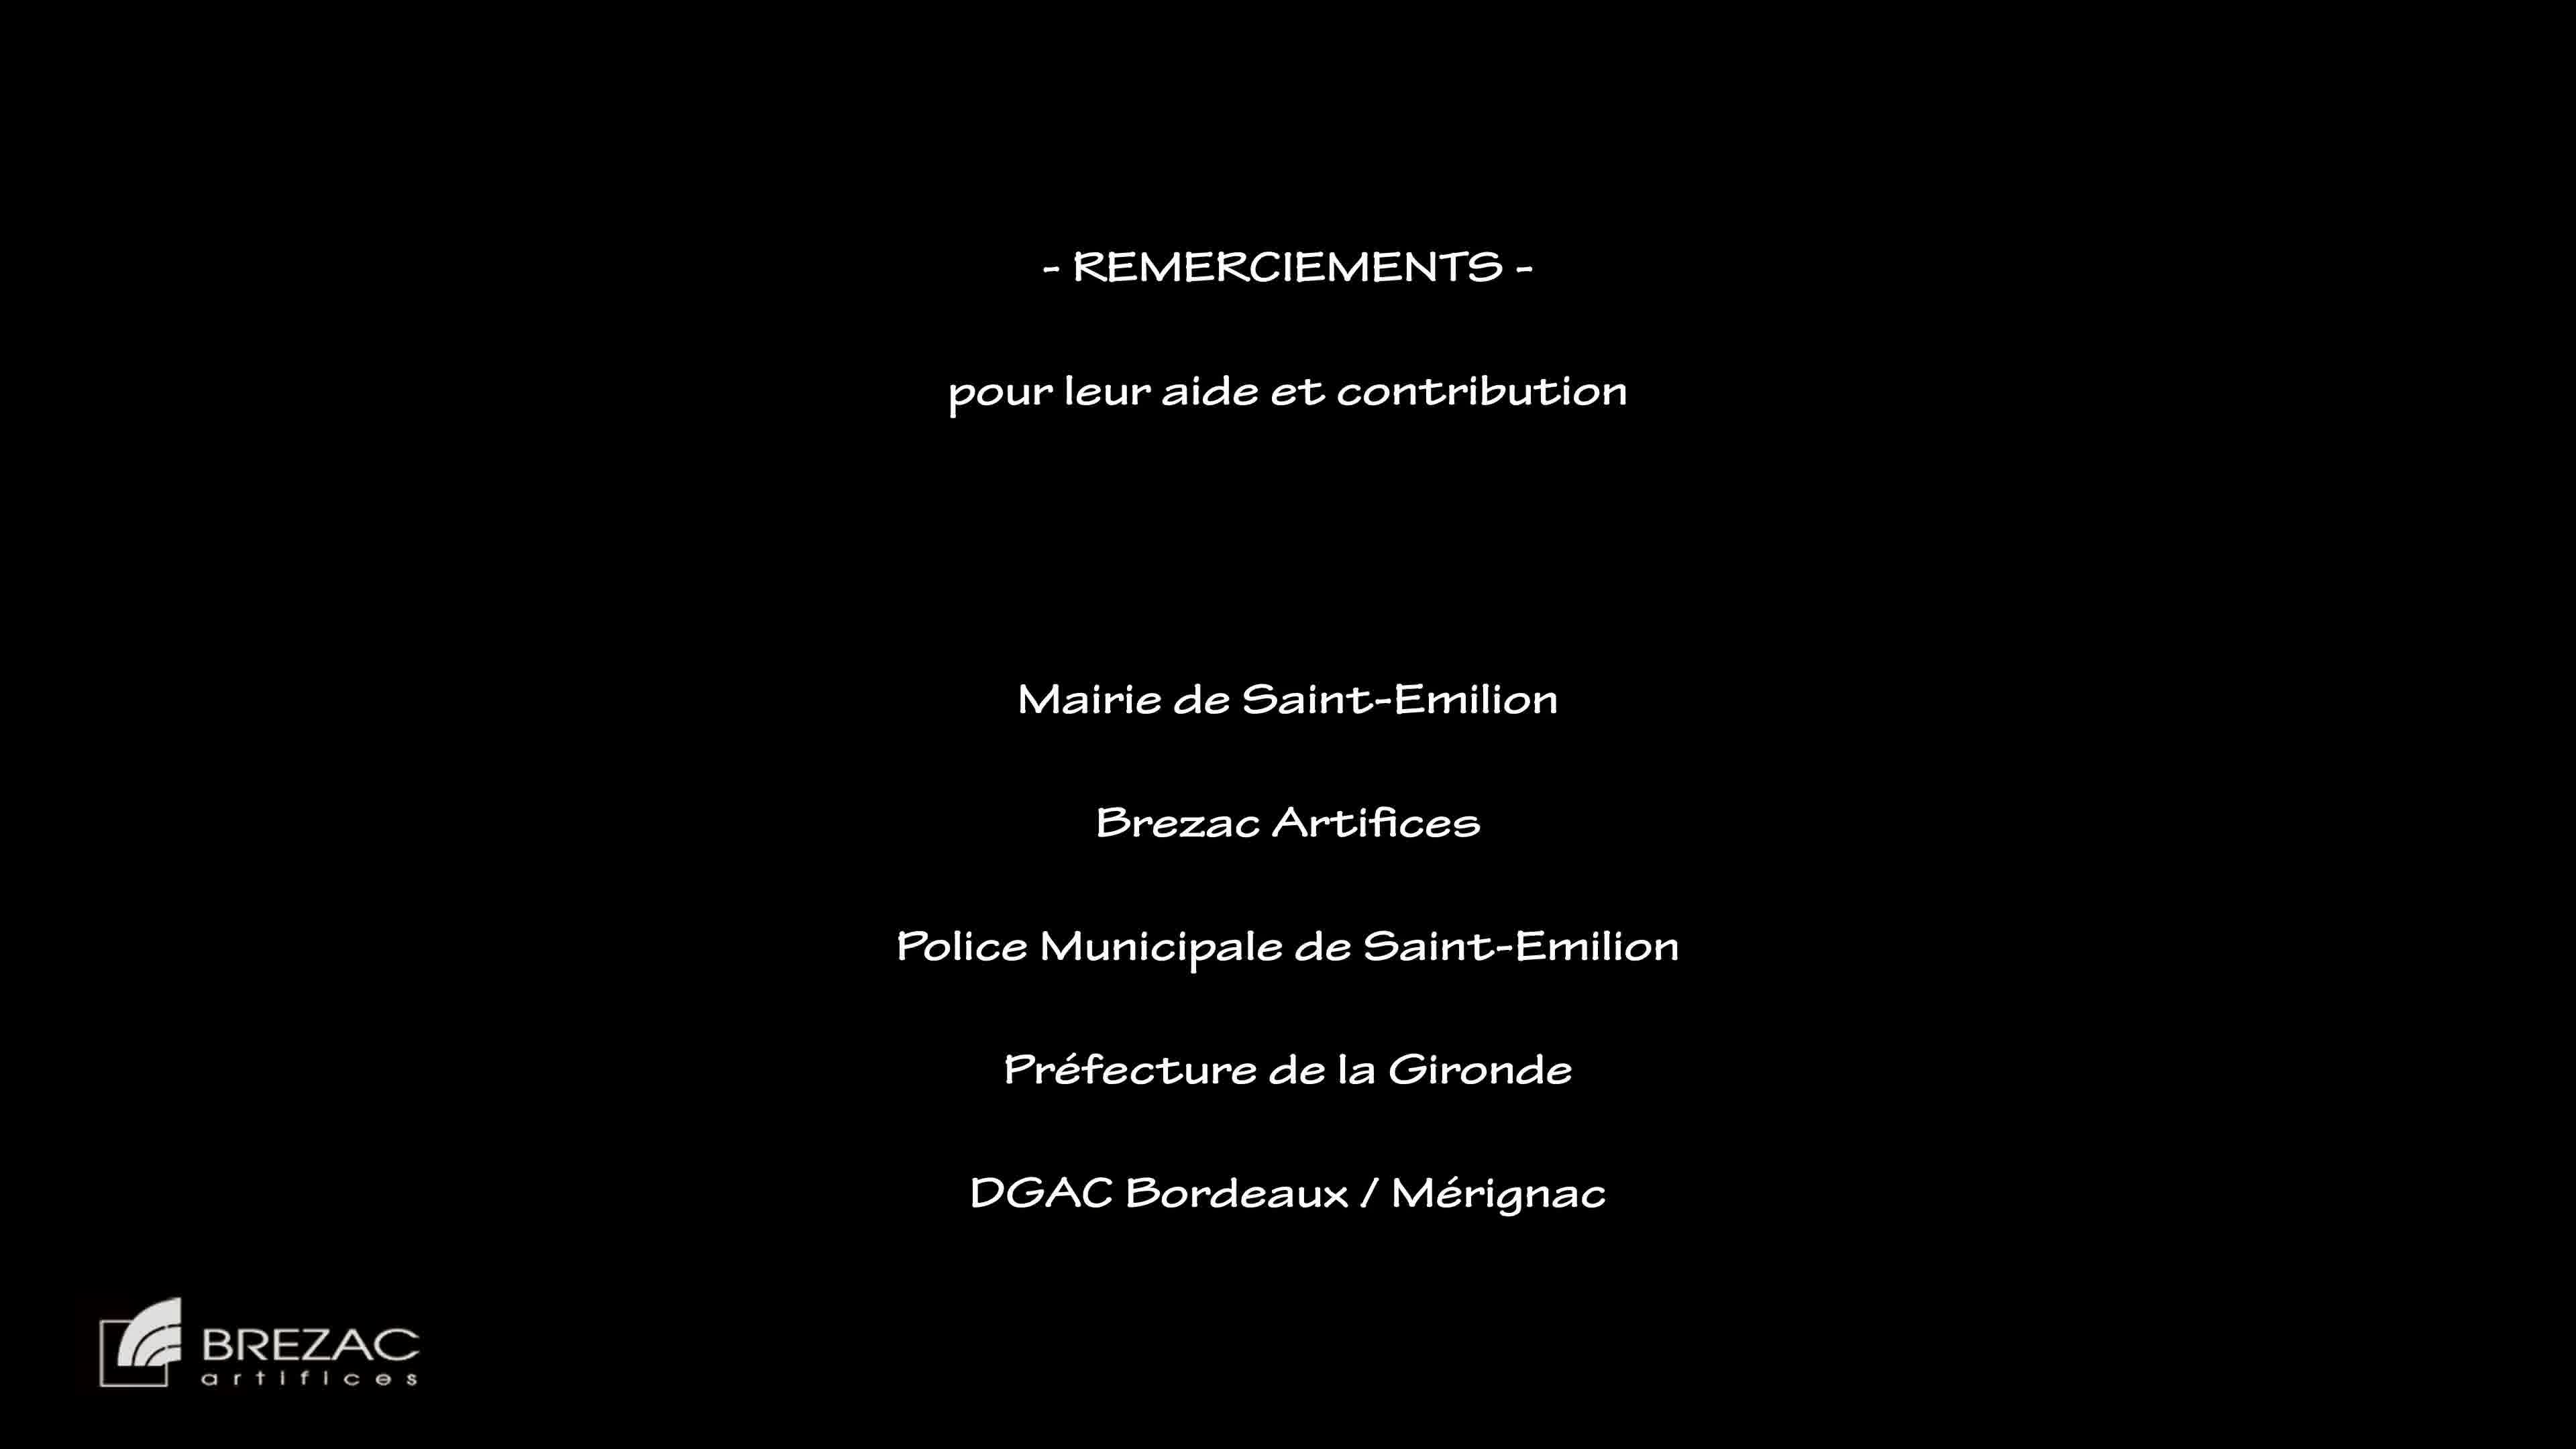 - REMERCIEMENTS -
pour leur aide et contribution
Mairie de Saint-Emilion
Brezac Artifices
Police Municipale de Saint-Emilion
Préfecture de la Gironde
DGAC Bordeaux / Mérignac
BREZAC
artifices